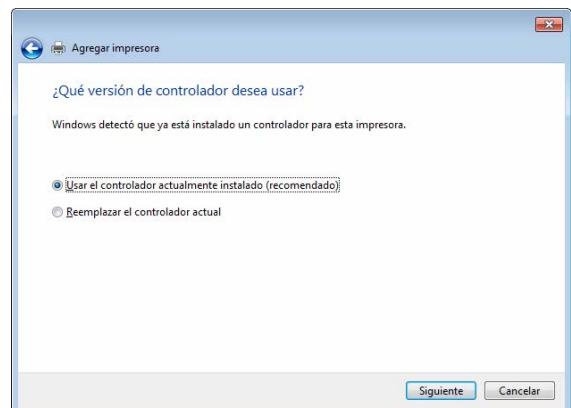 Agregar impresora
¿Qué versión de controlador desea usar?
Windows detectó que ya está instalado un controlador para esta impresora.
Usar el controlador actualmente instalado (recomendado)
Reemplazar el controlador actual
Siguiente Cancelar